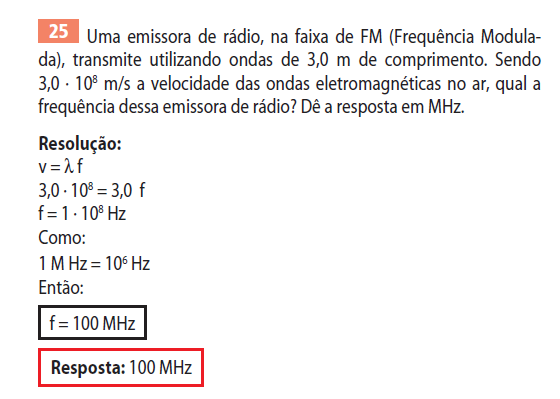 25 Uma emissora de rádio, na faixa de FM (Frequência Modula-
da), transmite utilizando ondas de 3,0 m de comprimento. Sendo
3,0 · 10⁸ m/s a velocidade das ondas eletromagnéticas no ar, qual a
frequência dessa emissora de rádio? Dê a resposta em MHz.
Resolução:
v = λ f
3,0 · 10⁸ = 3,0 f
f = 1 · 10⁸ Hz
Como:
1 M Hz = 10⁶ Hz
Então:
f = 100 MHz
Resposta: 100 MHz